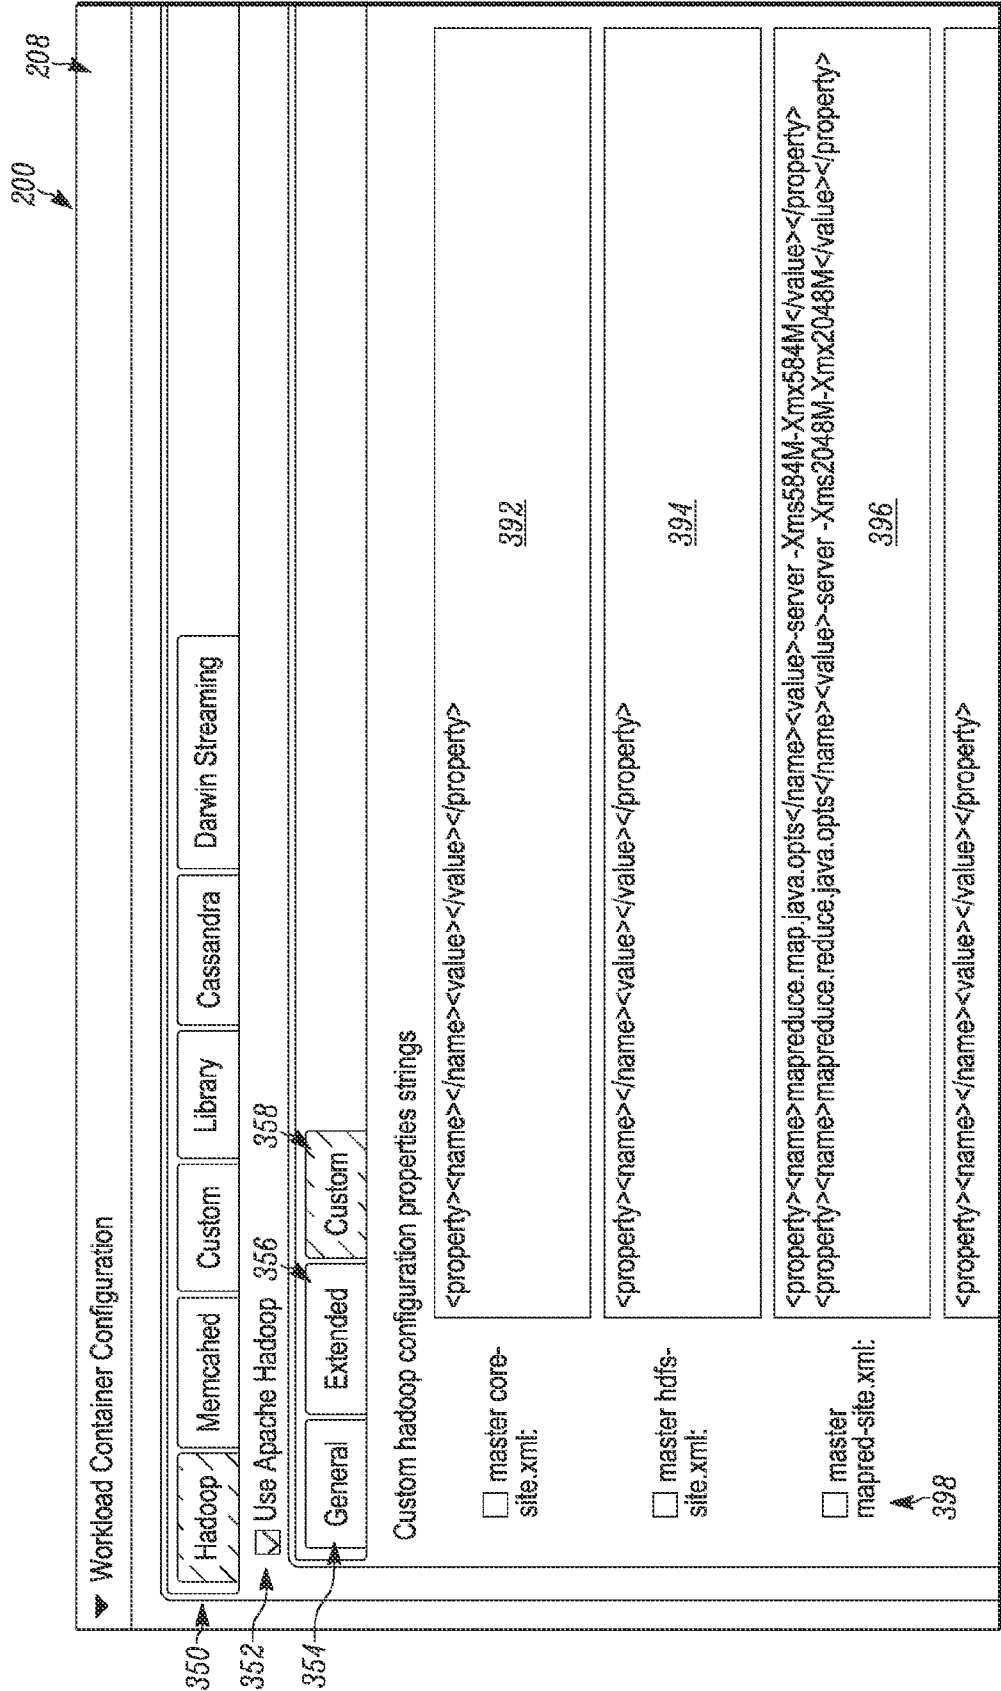 200
208
▼ Workload Container Configuration
350
Hadoop
Memcahed
Custom
Library
Cassandra
Darwin Streaming
352
Use Apache Hadoop
356
358
354
General
Extended
Custom
Custom hadoop configuration properties strings
master core-
site.xml:
<property><name></name><value></value></property>
392
master hdfs-
site.xml:
<property><name></name><value></value></property>
394
master
mapred-site.xml:
398
<property><name>mapreduce.map.java.opts</name><value>-server -Xms584M-Xmx584M</value></property>
<property><name>mapreduce.reduce.java.opts</name><value>-server -Xms2048M-Xmx2048M</value></property>
396
<property><name></name><value></value></property>